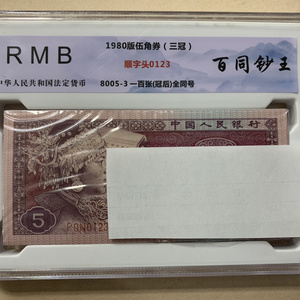 1980版伍角券（三冠）
RMB
顺字头0123
百同钞王
中华人民共和国法定货币
8005-3 一百张(冠后)全同号
中国人民银行
5